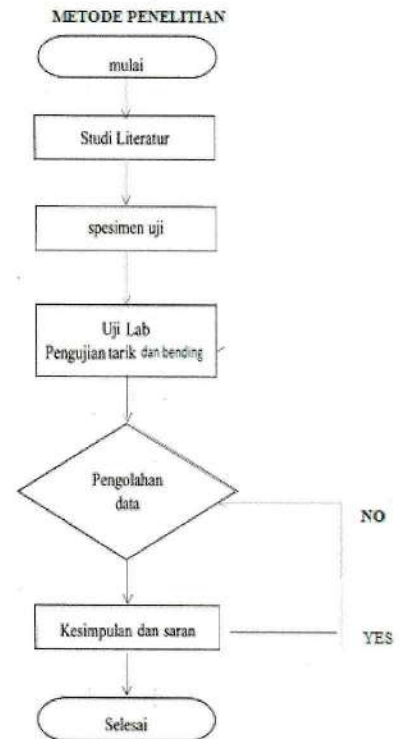 METODE PENELITIAN
mulai
Studi Literatur
spesimen uji
Uji Lab
Pengujian tarik dan bending
Pengolahan
data
NO
Kesimpulan dan saran
YES
Selesai